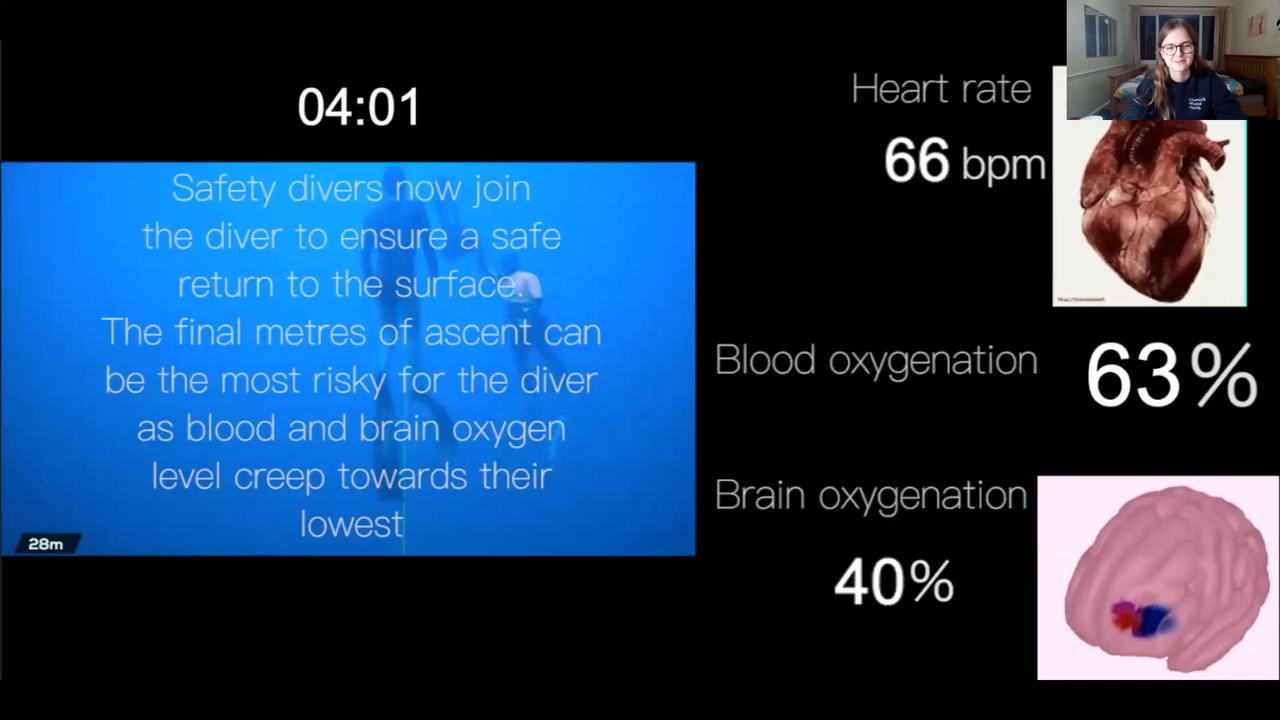 04:01
Safety divers now join
the diver to ensure a safe
return to the surface.
The final metres of ascent can
be the most risky for the diver
as blood and brain oxygen
level creep towards their
lowest
28m
Heart rate
66 bpm
Blood oxygenation
63%
Brain oxygenation
40%